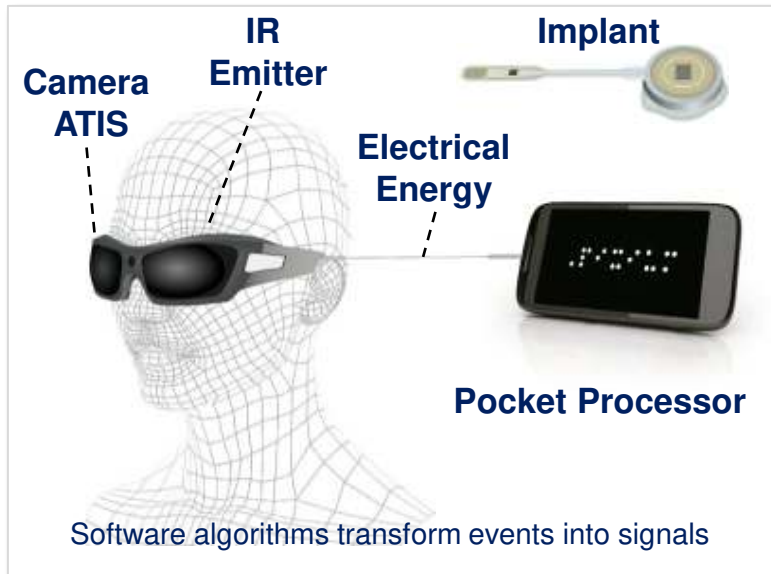 IR
Emitter
Implant
Camera
ATIS
Electrical
Energy
Pocket Processor
Software algorithms transform events into signals